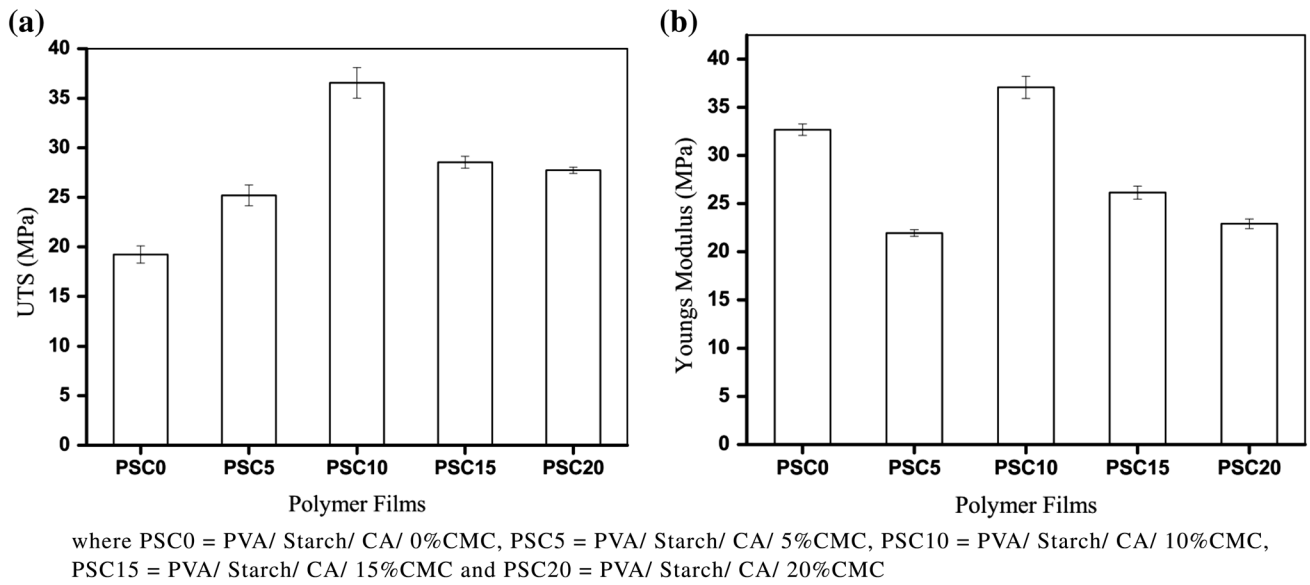 (a)
40
35
30
25
20
15
10
5
0
UTS (MPa)
PSC0 PSC5 PSC10 PSC15 PSC20
Polymer Films
(b)
40
35
30
25
20
15
10
5
0
Youngs Modulus (MPa)
PSC0 PSC5 PSC10 PSC15 PSC20
Polymer Films
where PSC0 = PVA/ Starch/ CA/ 0%CMC, PSC5 = PVA/ Starch/ CA/ 5%CMC, PSC10 = PVA/ Starch/ CA/ 10%CMC,
PSC15 = PVA/ Starch/ CA/ 15%CMC and PSC20 = PVA/ Starch/ CA/ 20%CMC